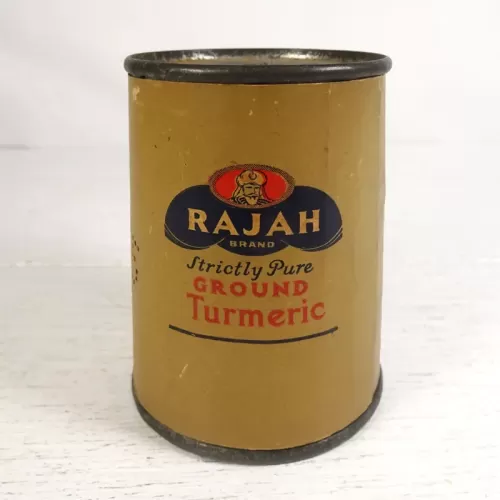 RAJAH
BRAND
Strictly Pure
GROUND
Turmeric